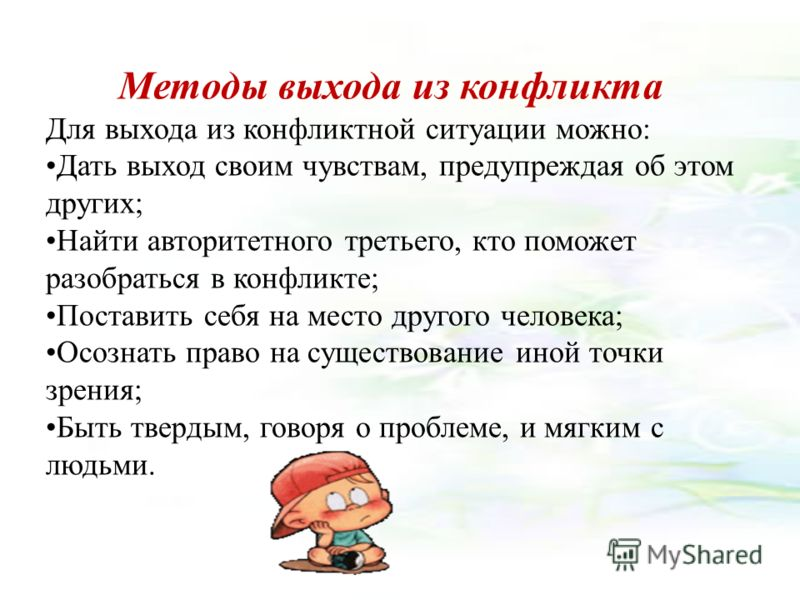 Методы выхода из конфликта
Для выхода из конфликтной ситуации можно:
•Дать выход своим чувствам, предупреждая об этом
других;
•Найти авторитетного третьего, кто поможет
разобраться в конфликте;
•Поставить себя на место другого человека;
•Осознать право на существование иной точки
зрения;
•Быть твердым, говоря о проблеме, и мягким с
людьми.
MyShared